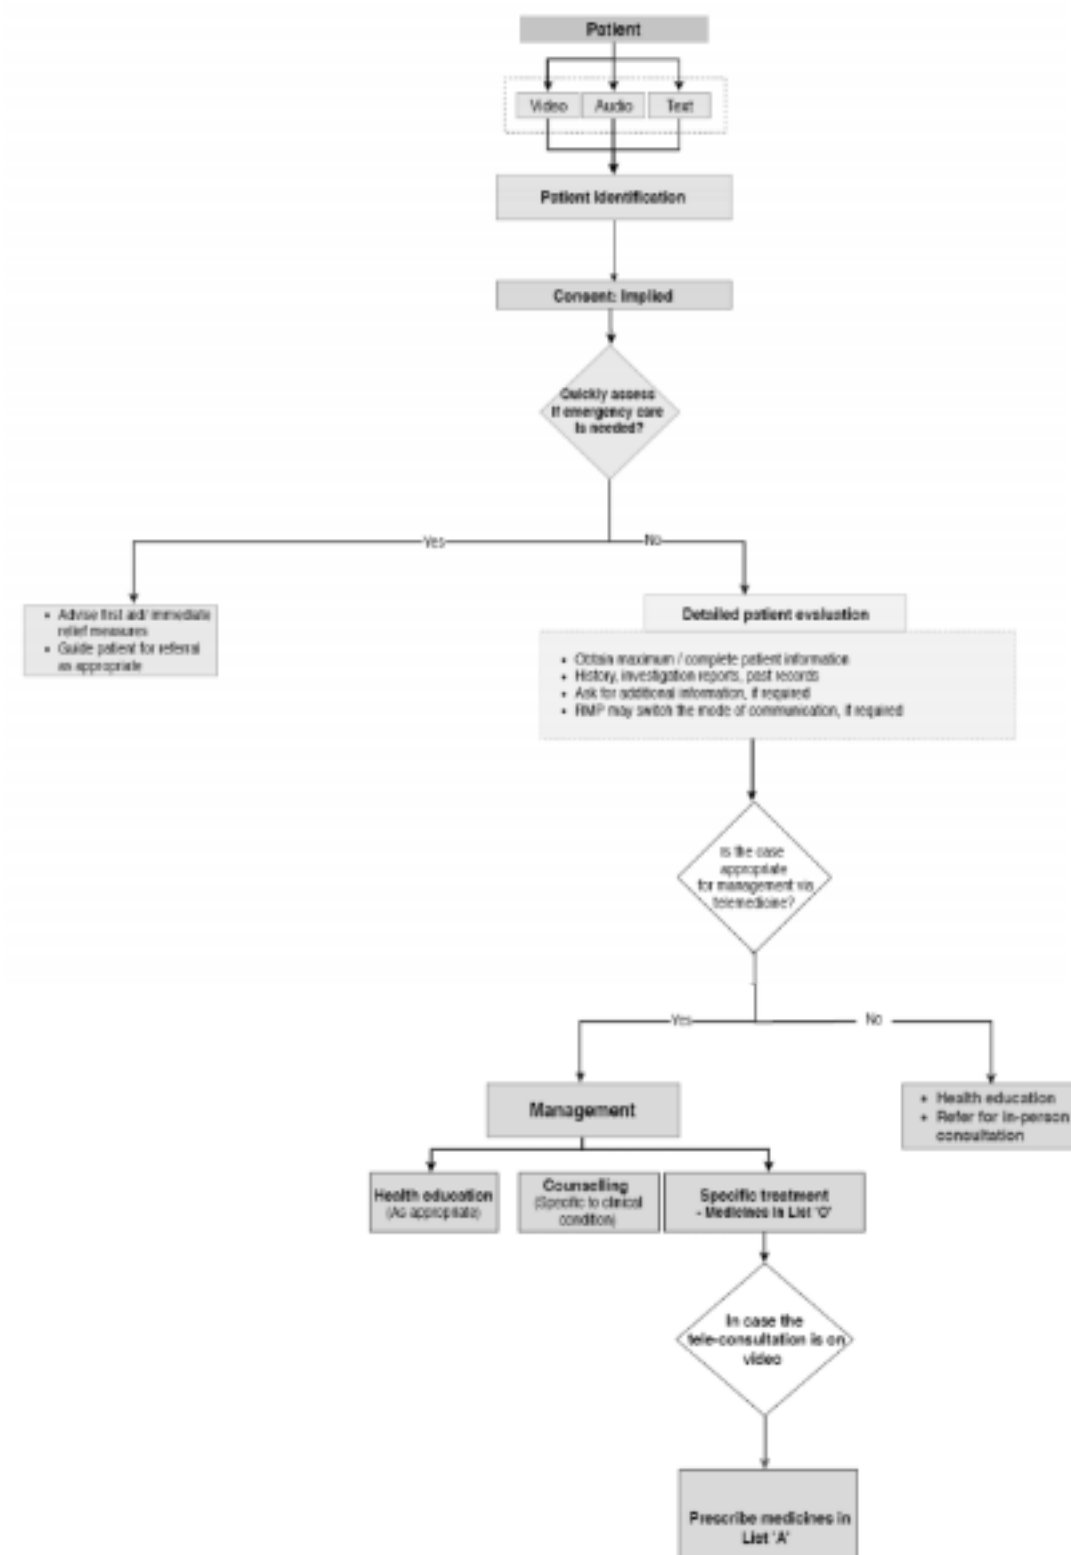 Patient
Video
Audio
Text
Patient Identification
Consent: Implied
Quickly assess
if emergency care
is needed?
Yes
No
• Advise first aid/ immediate
relief measures
• Guide patient for referral
as appropriate
Detailed patient evaluation
• Obtain maximum / complete patient information
• History, investigation reports, past records
• Ask for additional information, if required
• RMP may switch the mode of communication, if required
Is the case
appropriate
for management via
telemedicine?
Yes
No
Management
• Health education
• Refer for in-person
consultation
Health education
(As appropriate)
Counselling
(Specific to clinical
condition)
Specific treatment
- Medicines in List 'O'
In case the
tele-consultation is on
video
Prescribe medicines in
List 'A'